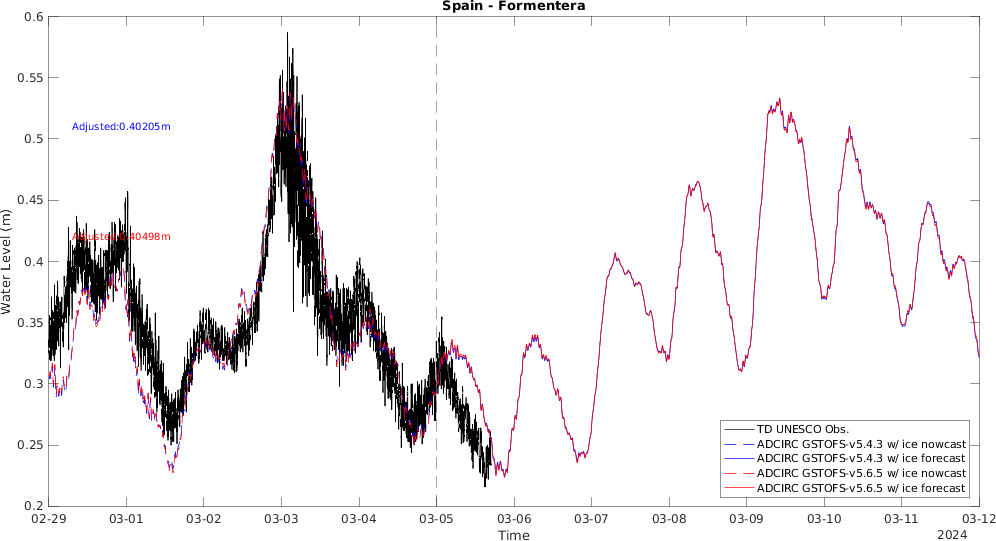 Spain - Formentera
0.6
0.55
0.5
0.45
0.4
0.35
0.3
0.25
0.2
Water Level (m)
Adjusted:0.40205m
Adjusted:0.40498m
TD UNESCO Obs.
ADCIRC GSTOFS-v5.4.3 w/ ice nowcast
ADCIRC GSTOFS-v5.4.3 w/ ice forecast
ADCIRC GSTOFS-v5.6.5 w/ ice nowcast
ADCIRC GSTOFS-v5.6.5 w/ ice forecast
02-29 03-01 03-02 03-03 03-04 03-05 03-06 03-07 03-08 03-09 03-10 03-11 03-12
Time
2024